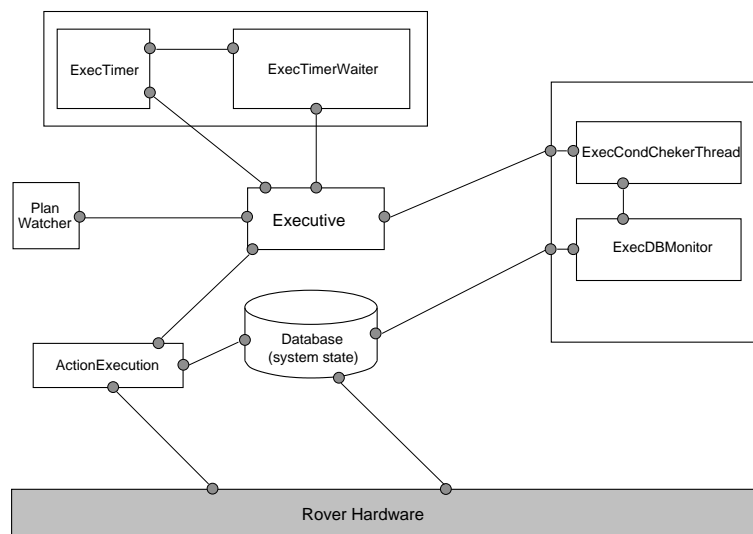 ExecTimer
ExecTimerWaiter
ExecCondChekerThread
Plan
Watcher
Executive
ExecDBMonitor
Database
(system state)
ActionExecution
Rover Hardware